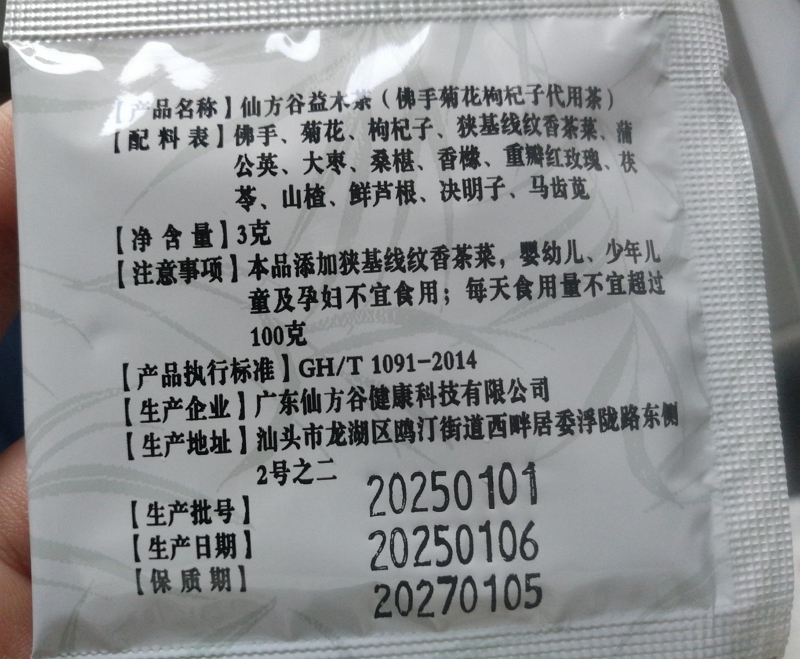 【产品名称】仙方谷益木茶（佛手菊花枸杞子代用茶）
【配料表】佛手、菊花、枸杞子、狭基线纹香茶菜、蒲
公英、大枣、桑椹、香橼、重瓣红玫瑰、茯
苓、山楂、鲜芦根、决明子、马齿苋
【净含量】3克
【注意事项】本品添加狭基线纹香茶菜，婴幼儿、少年儿
童及孕妇不宜食用；每天食用量不宜超过
100克
【产品执行标准】GH/T 1091-2014
【生产企业】广东仙方谷健康科技有限公司
【生产地址】汕头市龙湖区鸥汀街道西畔居委浮陇路东侧
2号之二
【生产批号】20250101
【生产日期】20250106
【保质期】20270105